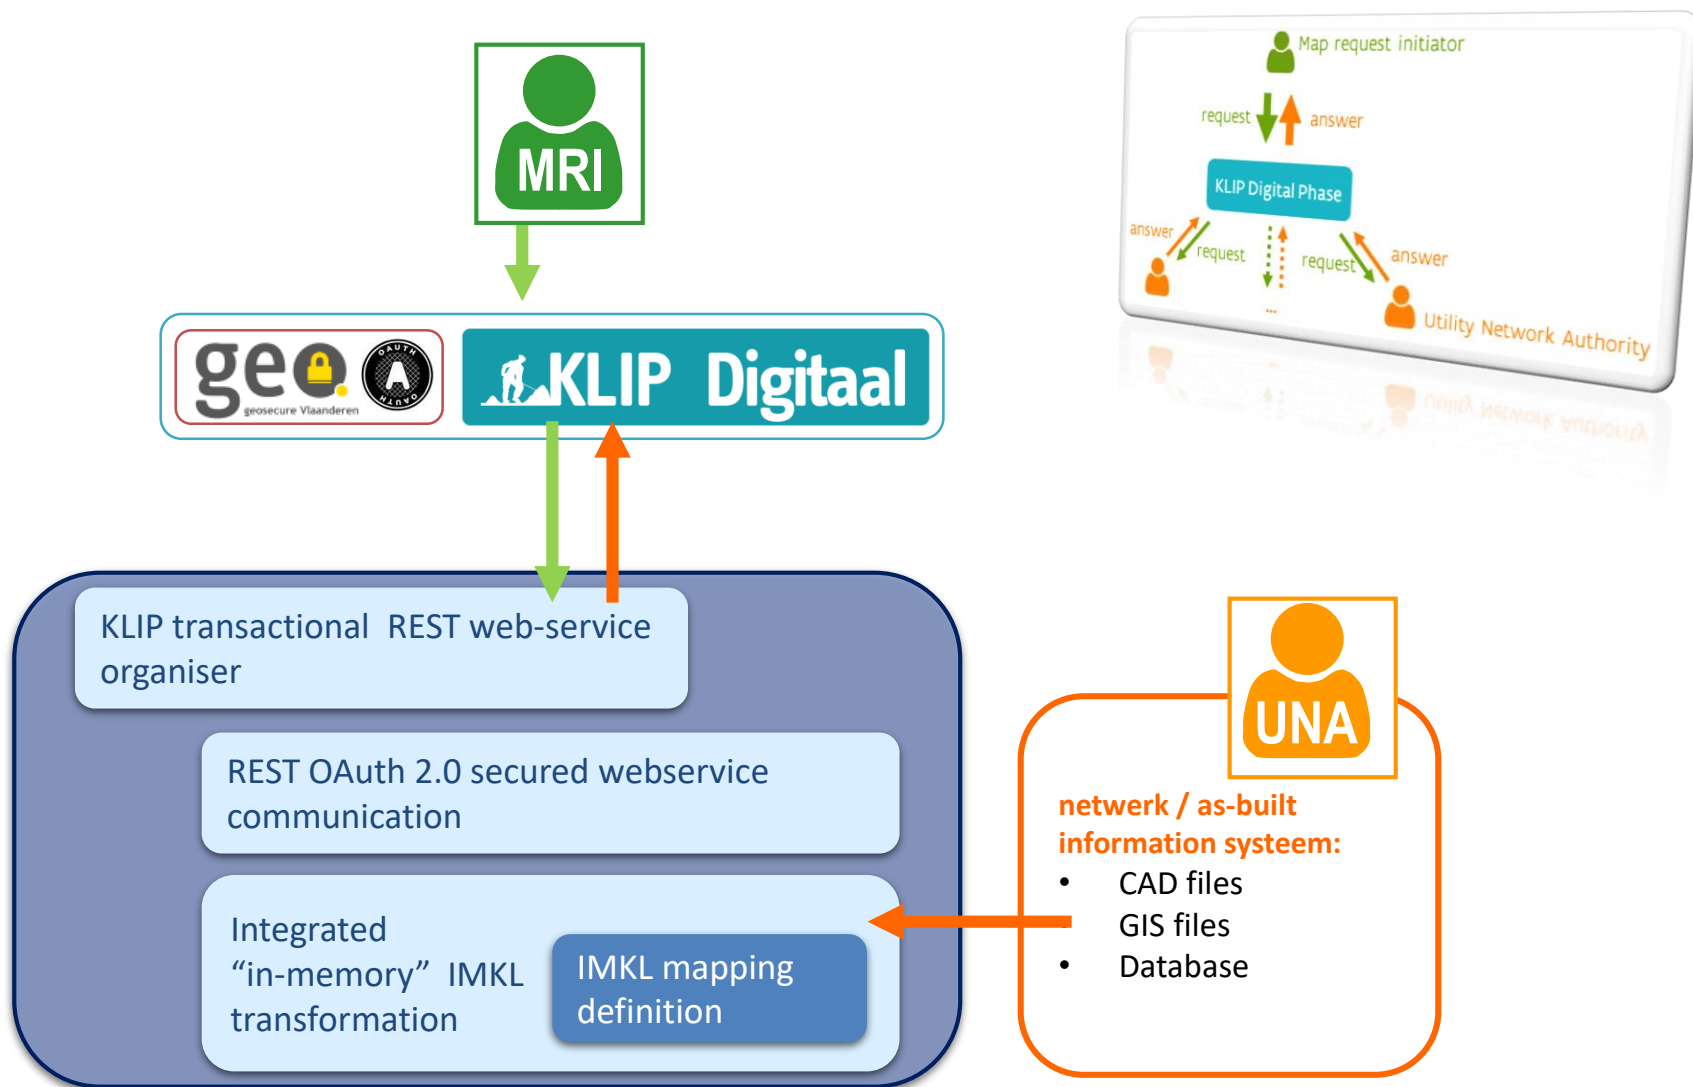 MRI
geo.
geosecure Vlaanderen
OAUTH
A
OAUTH
KLIP Digitaal
Map request initiator
request
answer
KLIP Digital Phase
answer
request
request
answer
...
Utility Network Authority
KLIP transactional REST web-service
organiser
REST OAuth 2.0 secured webservice
communication
Integrated
“in-memory” IMKL
transformation
IMKL mapping
definition
UNA
netwerk / as-built
information systeem:
• CAD files
• GIS files
• Database